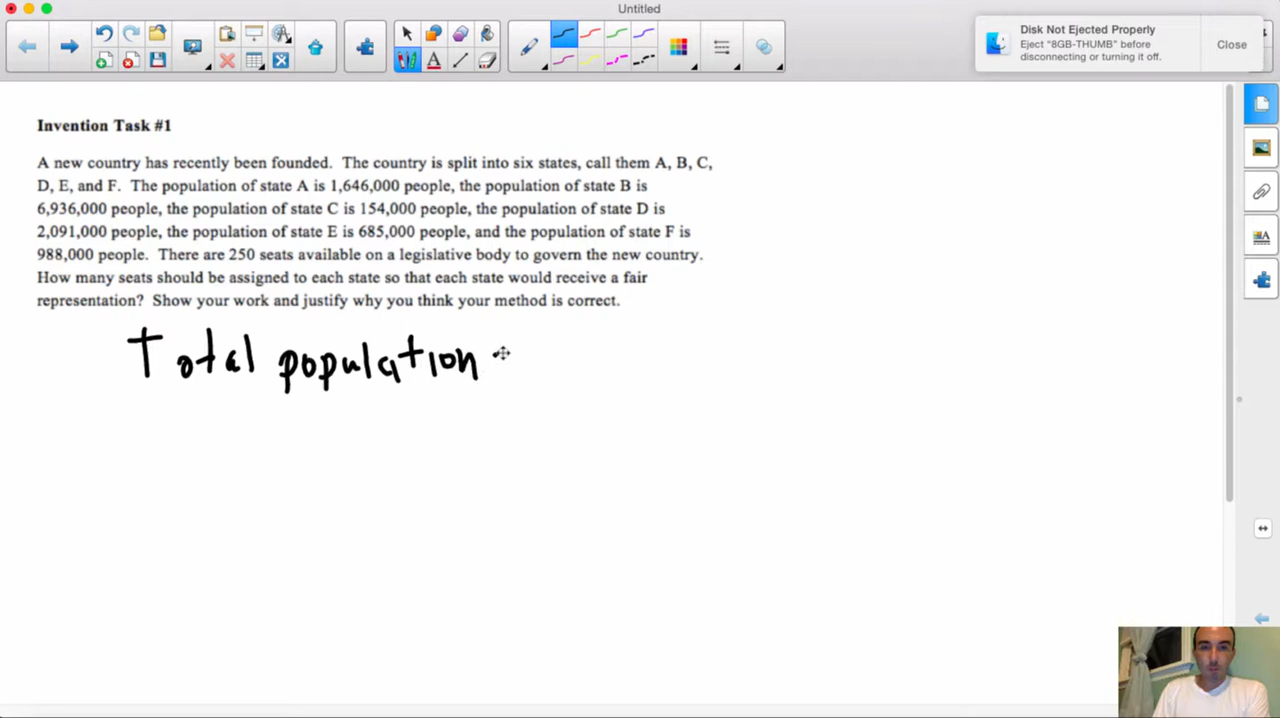 Untitled
Disk Not Ejected Properly
Eject "8GB-THUMB" before
disconnecting or turning it off.
Close
Invention Task #1
A new country has recently been founded. The country is split into six states, call them A, B, C,
D, E, and F. The population of state A is 1,646,000 people, the population of state B is
6,936,000 people, the population of state C is 154,000 people, the population of state D is
2,091,000 people, the population of state E is 685,000 people, and the population of state F is
988,000 people. There are 250 seats available on a legislative body to govern the new country.
How many seats should be assigned to each state so that each state would receive a fair
representation? Show your work and justify why you think your method is correct.
Total population